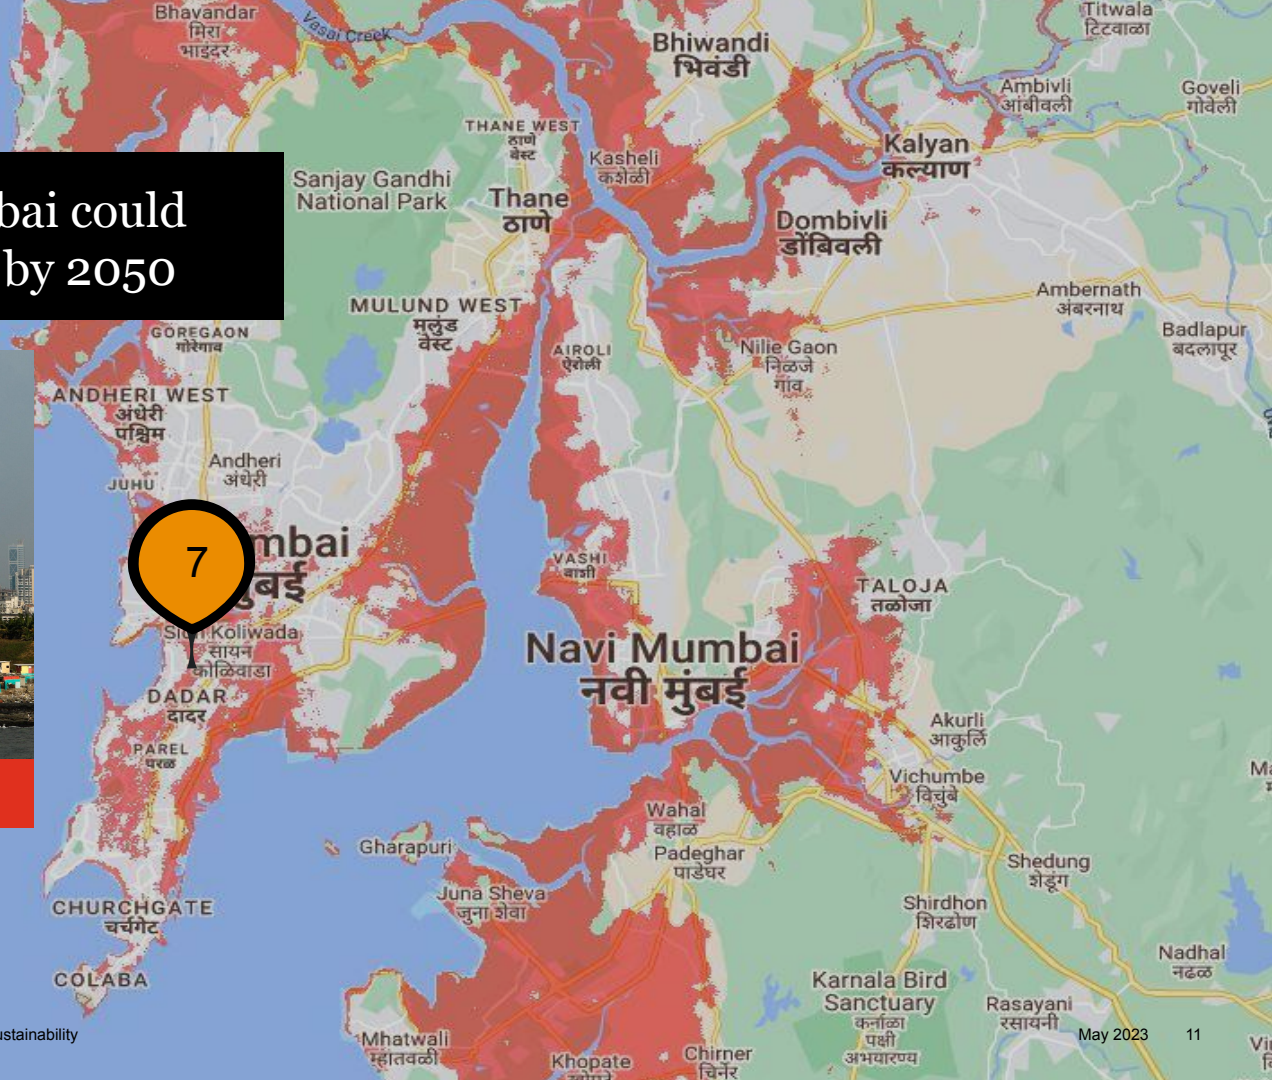 Bhavandar
मिरा
भाइंदर
Vasai Creek
Bhiwandi
भिवंडी
Titwala
टिटवाळा
Ambivli
आंबीवली
Goveli
गोवेली
THANE WEST
ठाणे
वेस्ट
Kasheli
कशेळी
Kalyan
कल्याण
bai could
by 2050
Sanjay Gandhi
National Park
Thane
ठाणे
Dombivli
डोंबिवली
MULUND WEST
मुलुंड
वेस्ट
Ambernath
अंबरनाथ
GOREGAON
गोरेगाव
AIROLI
ऐरोली
Nilje Gaon
निळजे
गांव
Badlapur
बदलापूर
ANDHERI WEST
अंधेरी
पश्चिम
Andheri
अंधेरी
JUHU
7
mbai
ुंबई
VASHI
वाशी
TALOJA
तळोजा
Koliwada
सायन
कोळिवाडा
Navi Mumbai
नवी मुंबई
DADAR
दादर
PAREL
परळ
Akurli
आकुर्लि
Vichumbe
विचुंबे
Wahal
वहाळ
Gharapuri
Padeghar
पाडेघर
Shedung
शेडूंग
Juna Sheva
जुना शेवा
CHURCHGATE
चर्चगेट
Shirdhon
शिरढोण
COLABA
Nadhal
नढळ
Karnala Bird
Sanctuary
कर्नाळा
पक्षी
अभयारण्य
Rasayani
रसायनी
Mhatwali
म्हातवळी
Khopate
Chirner
चिर्नेर
ustainability
May 2023
11